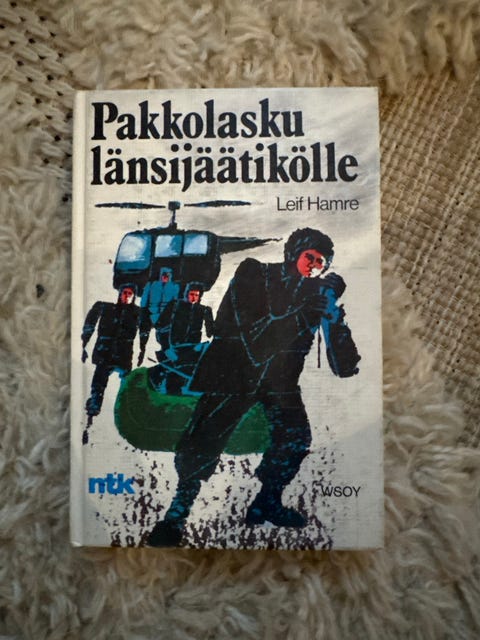 Pakkolasku
länsijäätikölle
Leif Hamre
ntk
WSOY